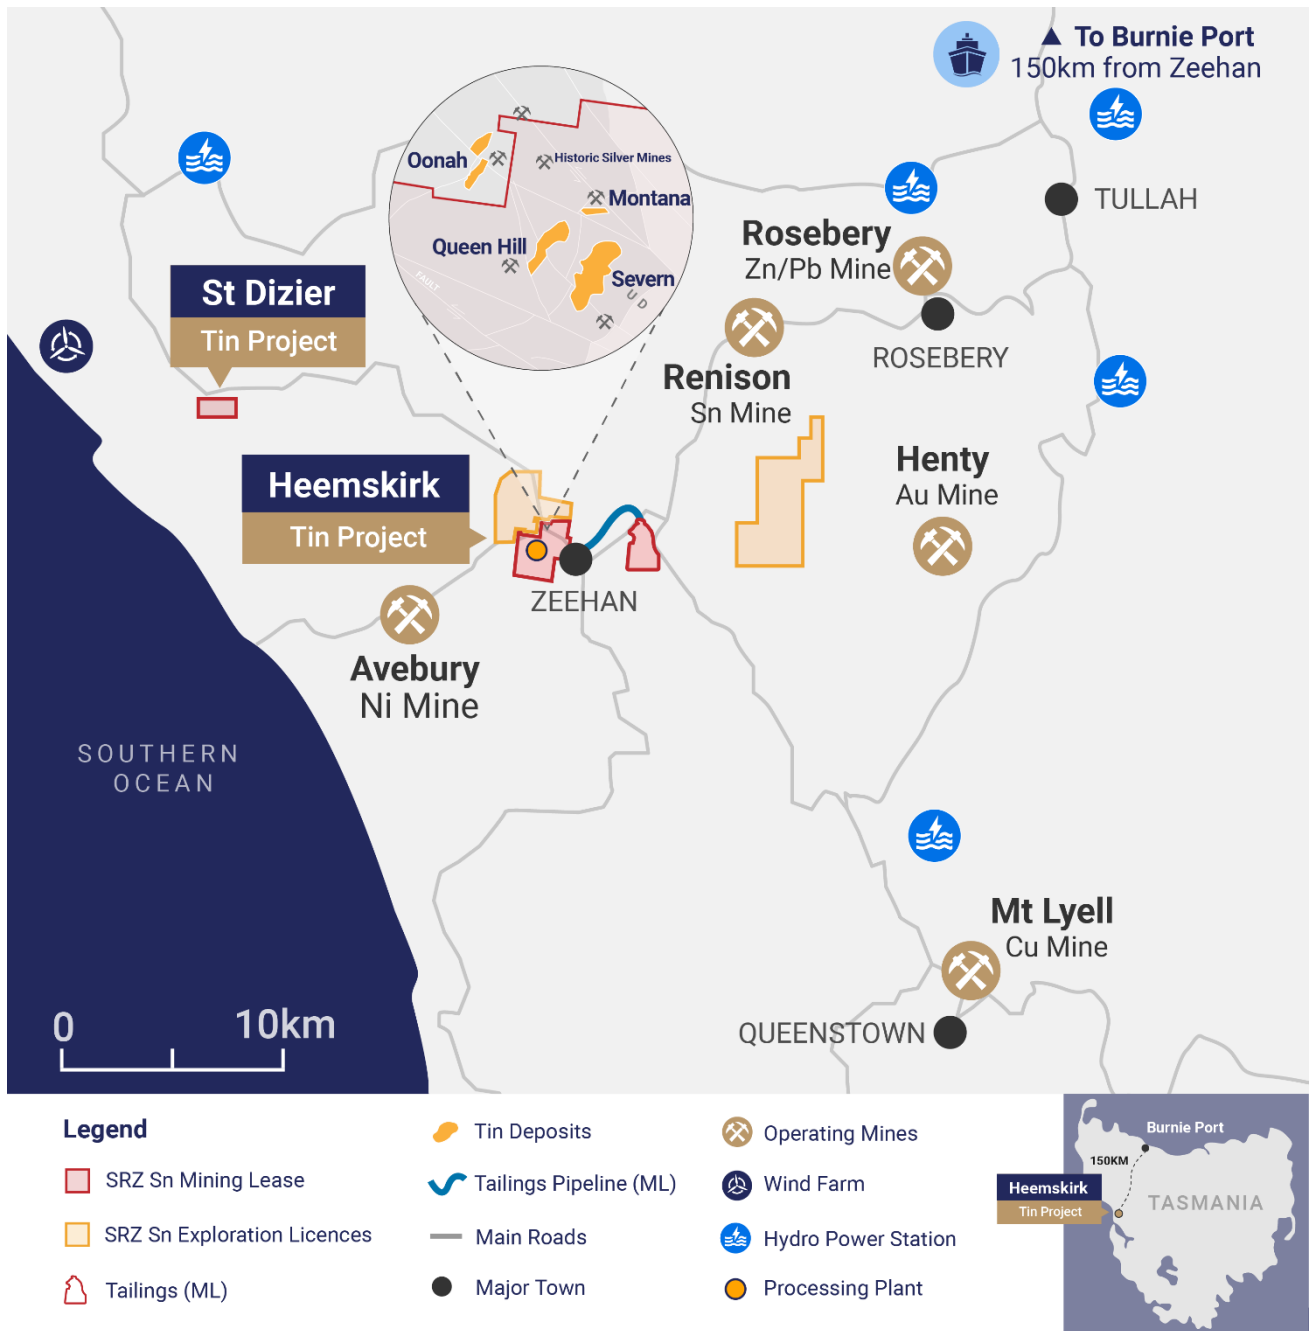 To Burnie Port
150km from Zeehan
TULLAH
Oonah
Historic Silver Mines
Montana
Queen Hill
Severn
FAULT
U D
Rosebery
Zn/Pb Mine
ROSEBERY
St Dizier
Tin Project
Renison
Sn Mine
Heemskirk
Tin Project
Henty
Au Mine
ZEEHAN
Avebury
Ni Mine
SOUTHERN
OCEAN
Mt Lyell
Cu Mine
QUEENSTOWN
0 10km
Legend
SRZ Sn Mining Lease
SRZ Sn Exploration Licences
Tailings (ML)
Tin Deposits
Tailings Pipeline (ML)
Main Roads
Major Town
Operating Mines
Wind Farm
Hydro Power Station
Processing Plant
Burnie Port
150KM
Heemskirk
Tin Project
TASMANIA